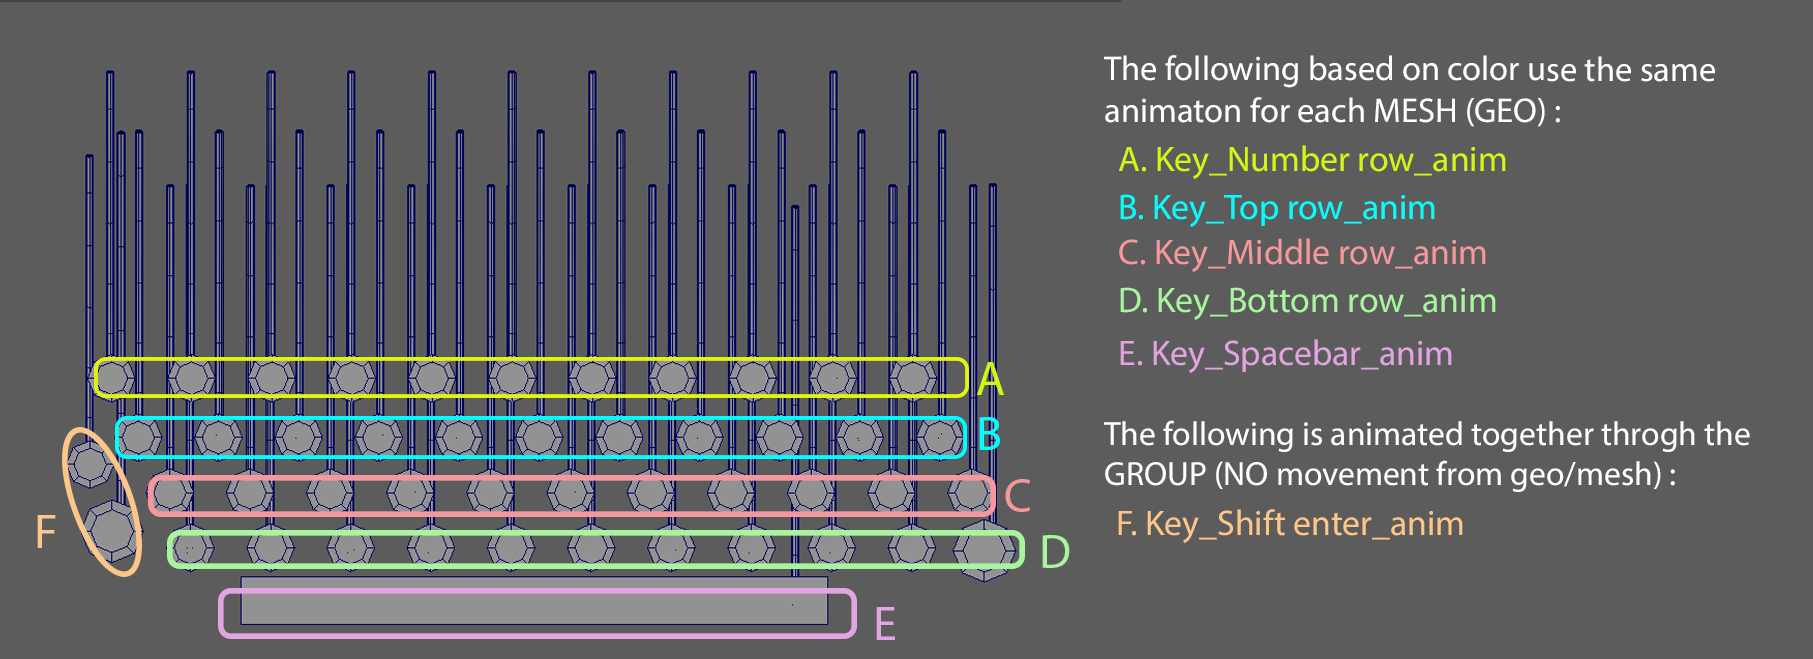 The following based on color use the same
animaton for each MESH (GEO) :
A. Key_Number row_anim
B. Key_Top row_anim
C. Key_Middle row_anim
D. Key_Bottom row_anim
E. Key_Spacebar_anim
The following is animated together throgh the
GROUP (NO movement from geo/mesh) :
F. Key_Shift enter_anim
A
B
C
D
E
F